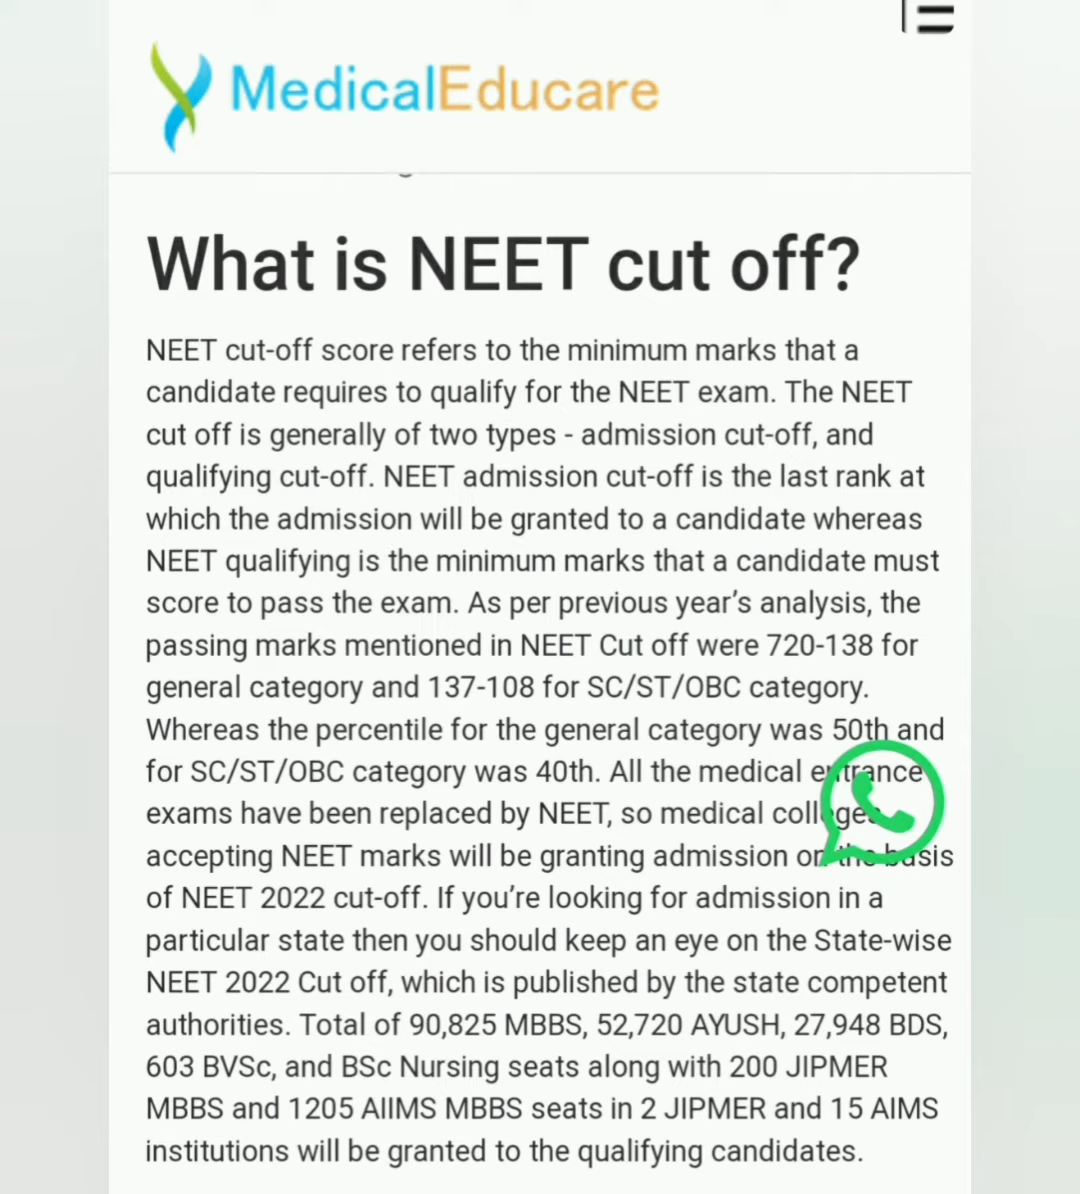 MedicalEducare
What is NEET cut off?
NEET cut-off score refers to the minimum marks that a
candidate requires to qualify for the NEET exam. The NEET
cut off is generally of two types - admission cut-off, and
qualifying cut-off. NEET admission cut-off is the last rank at
which the admission will be granted to a candidate whereas
NEET qualifying is the minimum marks that a candidate must
score to pass the exam. As per previous year’s analysis, the
passing marks mentioned in NEET Cut off were 720-138 for
general category and 137-108 for SC/ST/OBC category.
Whereas the percentile for the general category was 50th and
for SC/ST/OBC category was 40th. All the medical entrance
exams have been replaced by NEET, so medical colleges
accepting NEET marks will be granting admission on the basis
of NEET 2022 cut-off. If you’re looking for admission in a
particular state then you should keep an eye on the State-wise
NEET 2022 Cut off, which is published by the state competent
authorities. Total of 90,825 MBBS, 52,720 AYUSH, 27,948 BDS,
603 BVSc, and BSc Nursing seats along with 200 JIPMER
MBBS and 1205 AIIMS MBBS seats in 2 JIPMER and 15 AIMS
institutions will be granted to the qualifying candidates.